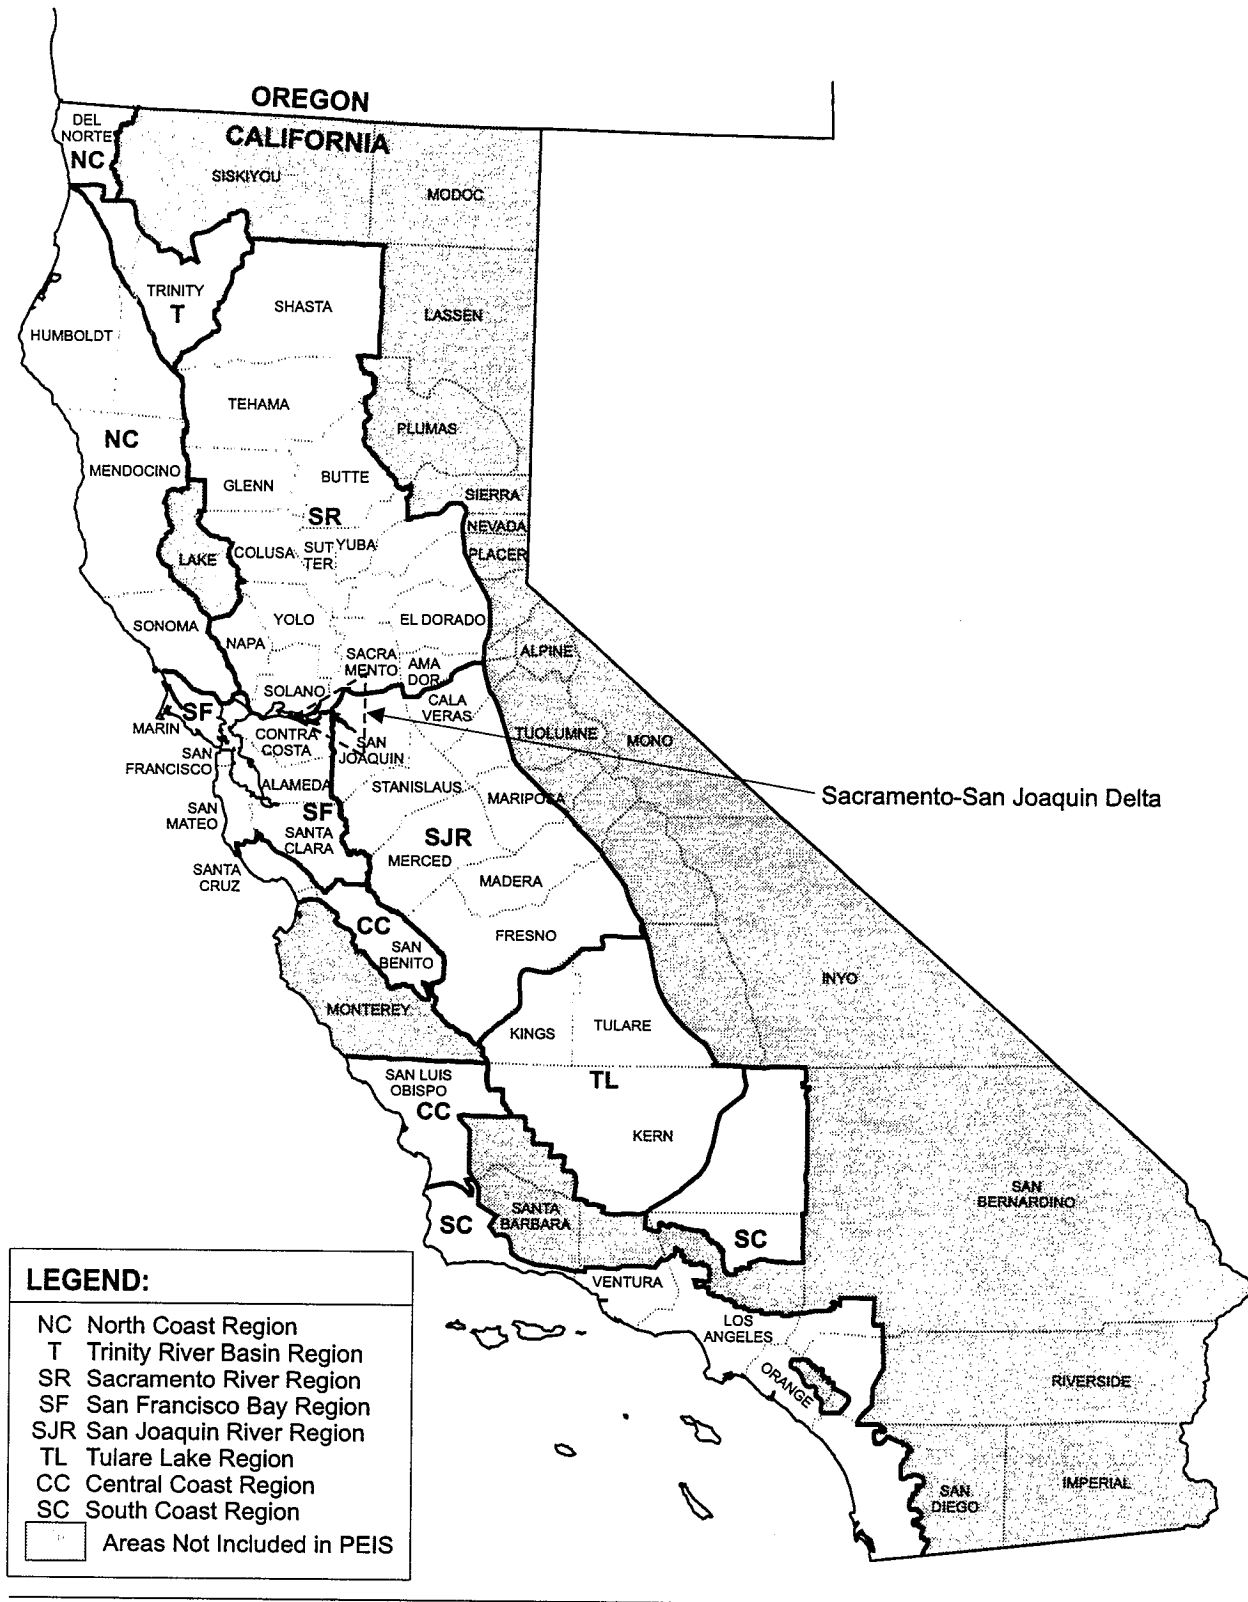 OREGON
CALIFORNIA
DEL
NORTE
NC
SISKIYOU
MODOC
TRINITY
T
SHASTA
LASSEN
HUMBOLDT
TEHAMA
PLUMAS
NC
MENDOCINO
GLENN
BUTTE
SIERRA
SR
NEVADA
LAKE
COLUSA
SUT
TER
YUBA
PLACER
SONOMA
NAPA
YOLO
EL DORADO
SACRA
MENTO
AMA
DOR
ALPINE
SOLANO
CALA
VERAS
SF
MARIN
CONTRA
COSTA
SAN
JOAQUIN
TUOLUMNE
MONO
SAN
FRANCISCO
ALAMEDA
STANISLAUS
MARIPOSA
Sacramento-San Joaquin Delta
SAN
MATEO
SF
SANTA
CLARA
SJR
MERCED
SANTA
CRUZ
MADERA
CC
SAN
BENITO
FRESNO
INYO
MONTEREY
KINGS
TULARE
SAN LUIS
OBISPO
CC
TL
KERN
SAN
BERNARDINO
SC
SANTA
BARBARA
SC
VENTURA
LOS
ANGELES
ORANGE
RIVERSIDE
SAN
DIEGO
IMPERIAL
LEGEND:
NC North Coast Region
T Trinity River Basin Region
SR Sacramento River Region
SF San Francisco Bay Region
SJR San Joaquin River Region
TL Tulare Lake Region
CC Central Coast Region
SC South Coast Region
Areas Not Included in PEIS